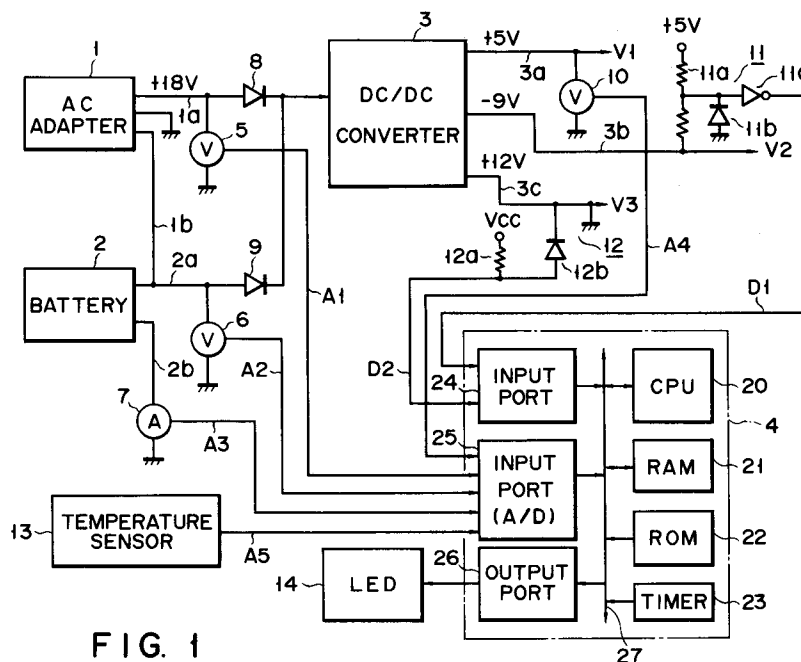 1
AC
ADAPTER
+18V
1a
8
5
V
1b
2
BATTERY
2a
9
6
V
2b
7
A
A3
A2
A1
3
DC/DC
CONVERTER
+5V
3a
V1
10
V
-9V
3b
V2
+12V
3c
V3
VCC
12a
12
12b
A4
+5V
11a
11
11b
D1
D2
24
INPUT
PORT
25
INPUT
PORT
(A/D)
26
OUTPUT
PORT
CPU
20
4
RAM
21
ROM
22
TIMER
23
27
13
TEMPERATURE
SENSOR
A5
14
LED
FIG. 1